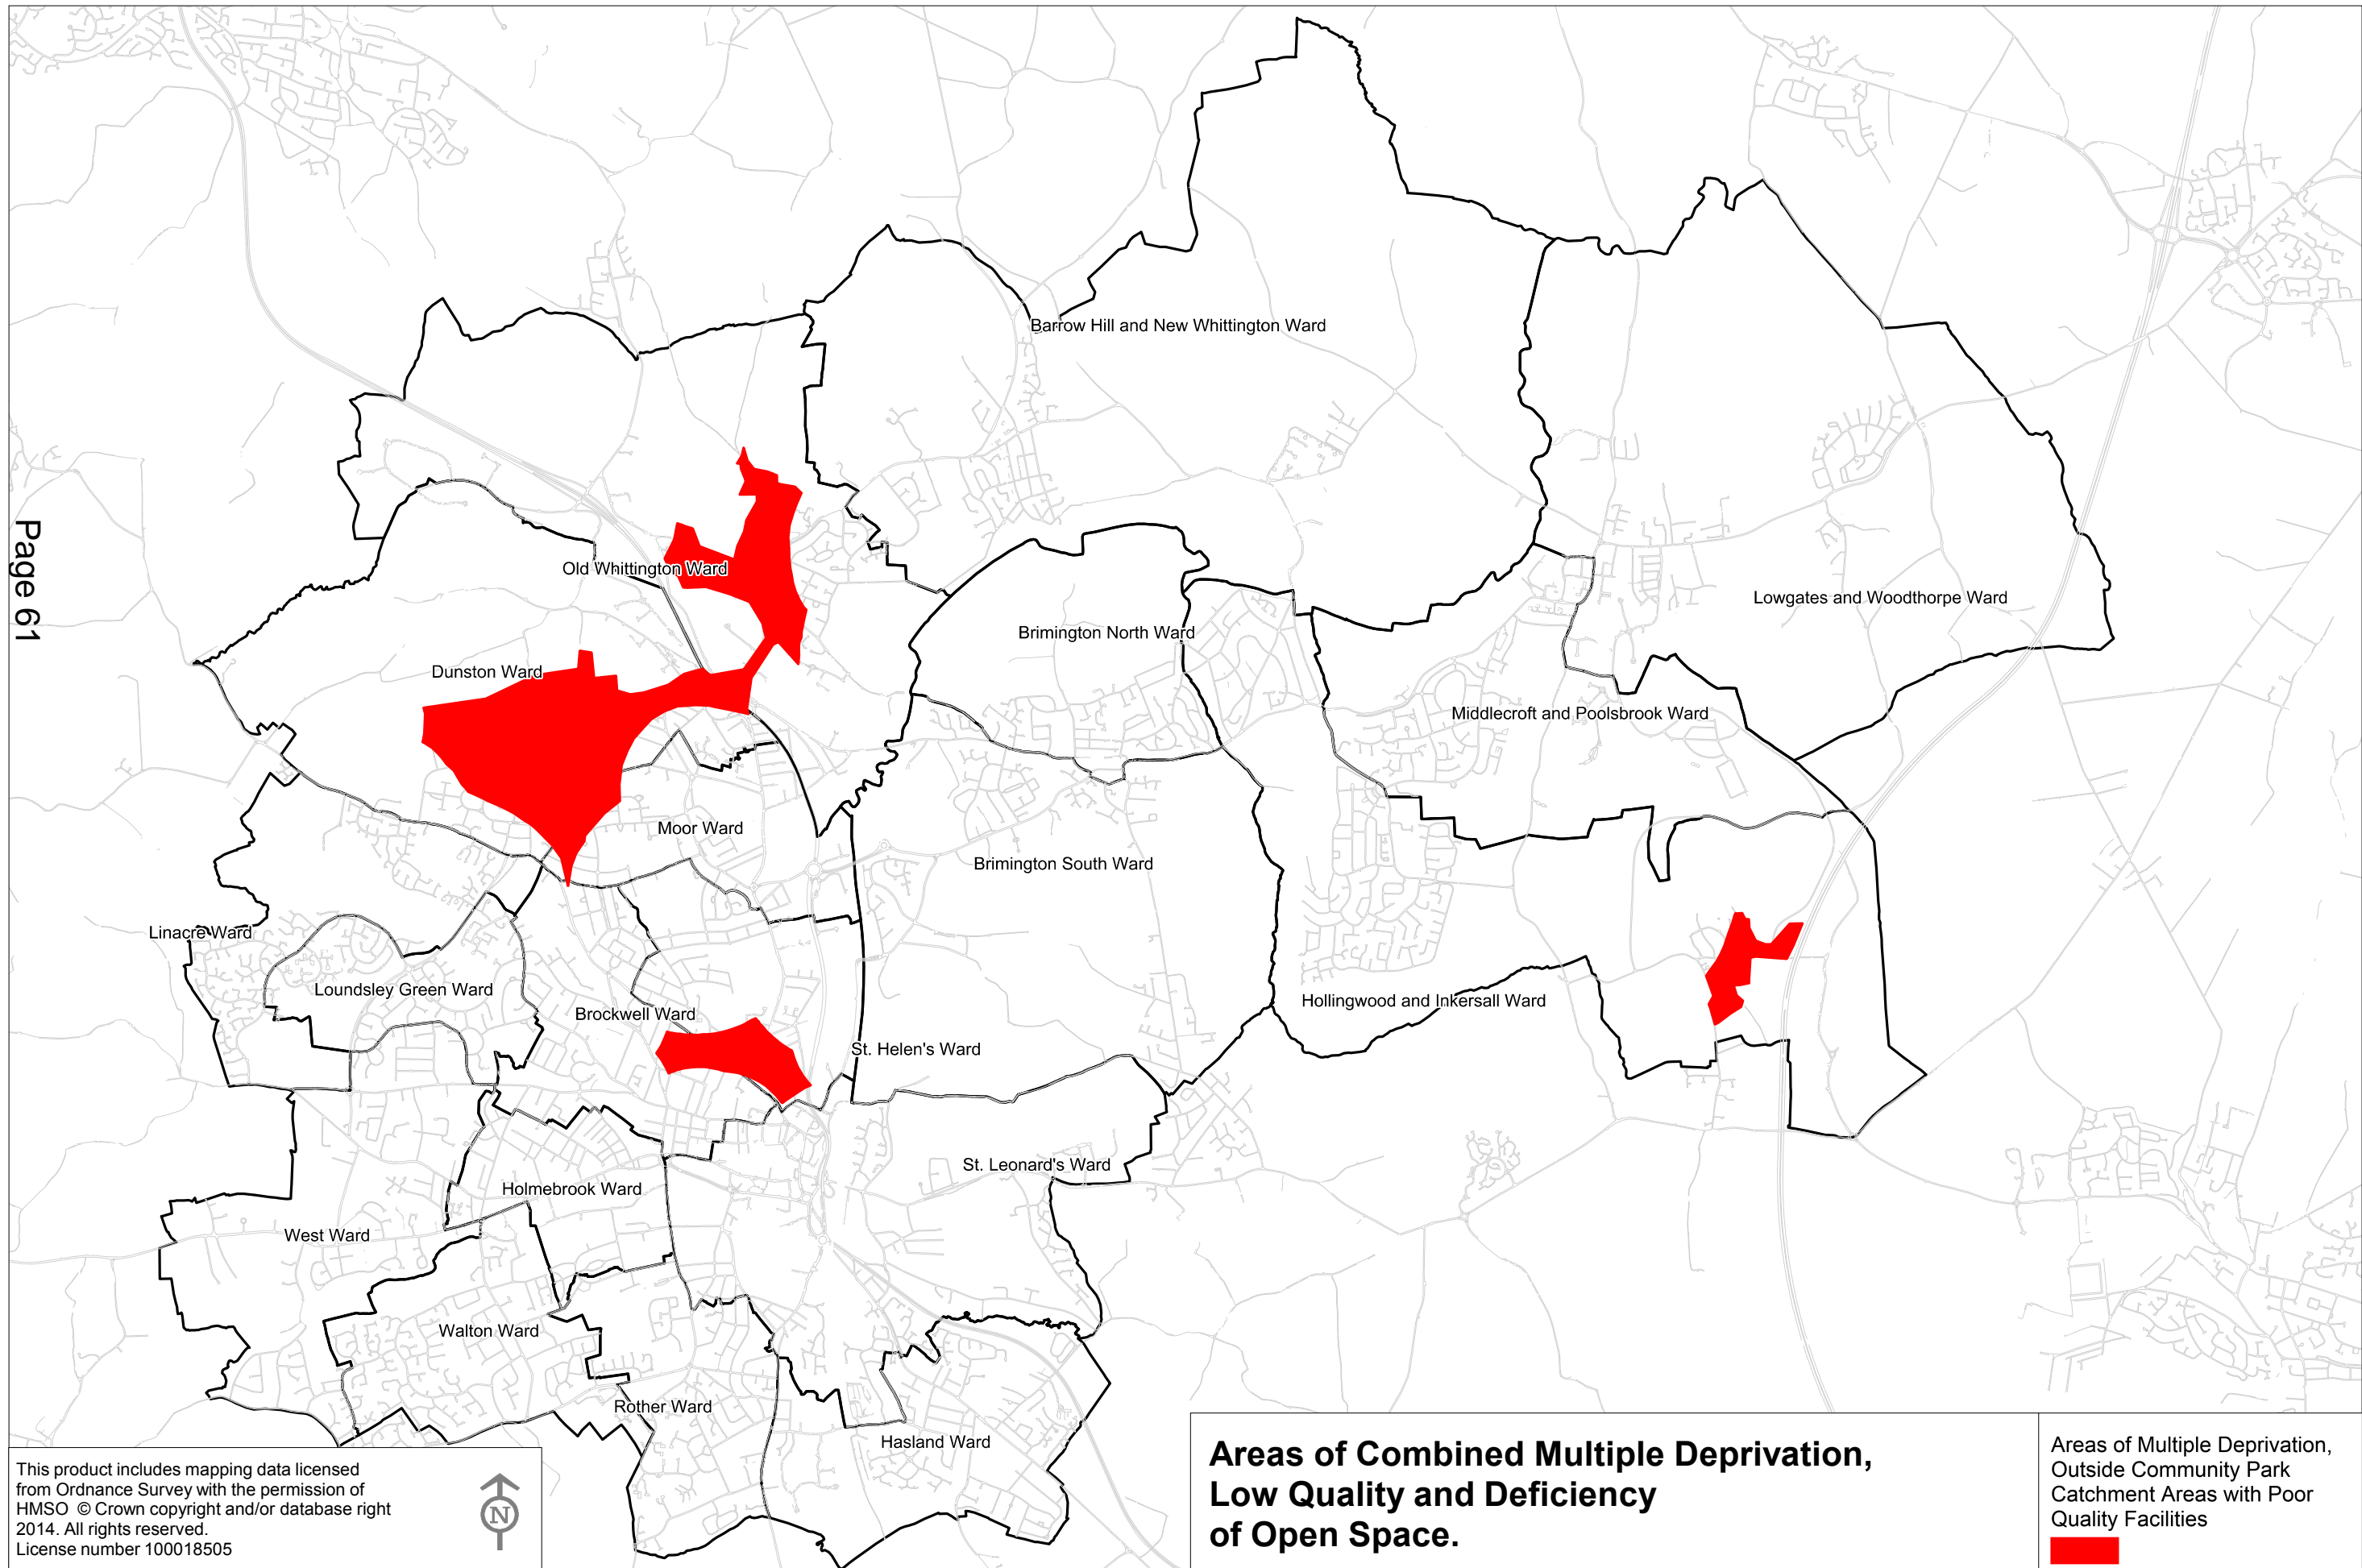 Page 61
Barrow Hill and New Whittington Ward
Old Whittington Ward
Lowgates and Woodthorpe Ward
Brimington North Ward
Dunston Ward
Middlecroft and Poolsbrook Ward
Moor Ward
Brimington South Ward
Linacre Ward
Loundsley Green Ward
Hollingwood and Inkersall Ward
Brockwell Ward
St. Helen's Ward
St. Leonard's Ward
Holmebrook Ward
West Ward
Walton Ward
Rother Ward
Hasland Ward
This product includes mapping data licensed
from Ordnance Survey with the permission of
HMSO © Crown copyright and/or database right
2014. All rights reserved.
License number 100018505
N
Areas of Combined Multiple Deprivation,
Low Quality and Deficiency
of Open Space.
Areas of Multiple Deprivation,
Outside Community Park
Catchment Areas with Poor
Quality Facilities